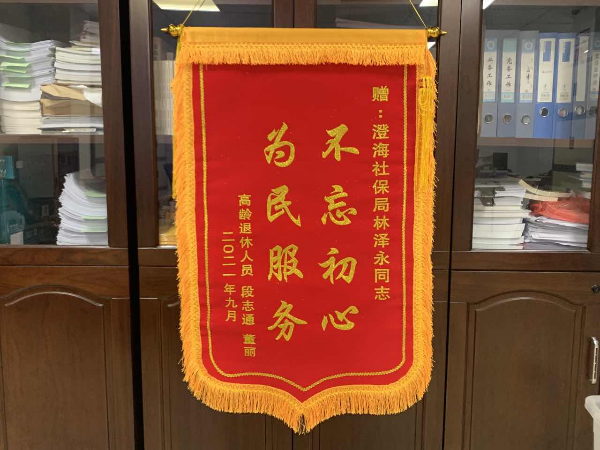 赠：澄海社保局林泽永同志
不忘初心
为民服务
高龄退休人员 段志通 董丽
二〇二一年九月